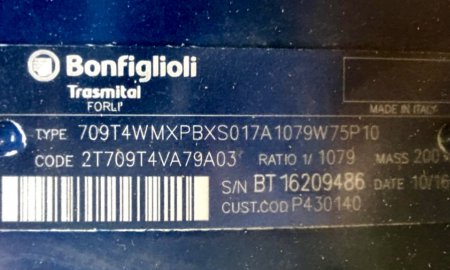 Bonfiglioli
Trasmital
FORLI'
MADE IN ITALY
TYPE 709T4WMXPBXS017A1079W75P10
CODE 2T709T4VA79A03 RATIO 1/ 1079 MASS 200
S/N BT 16209486 DATE 10/16
CUST.COD P430140